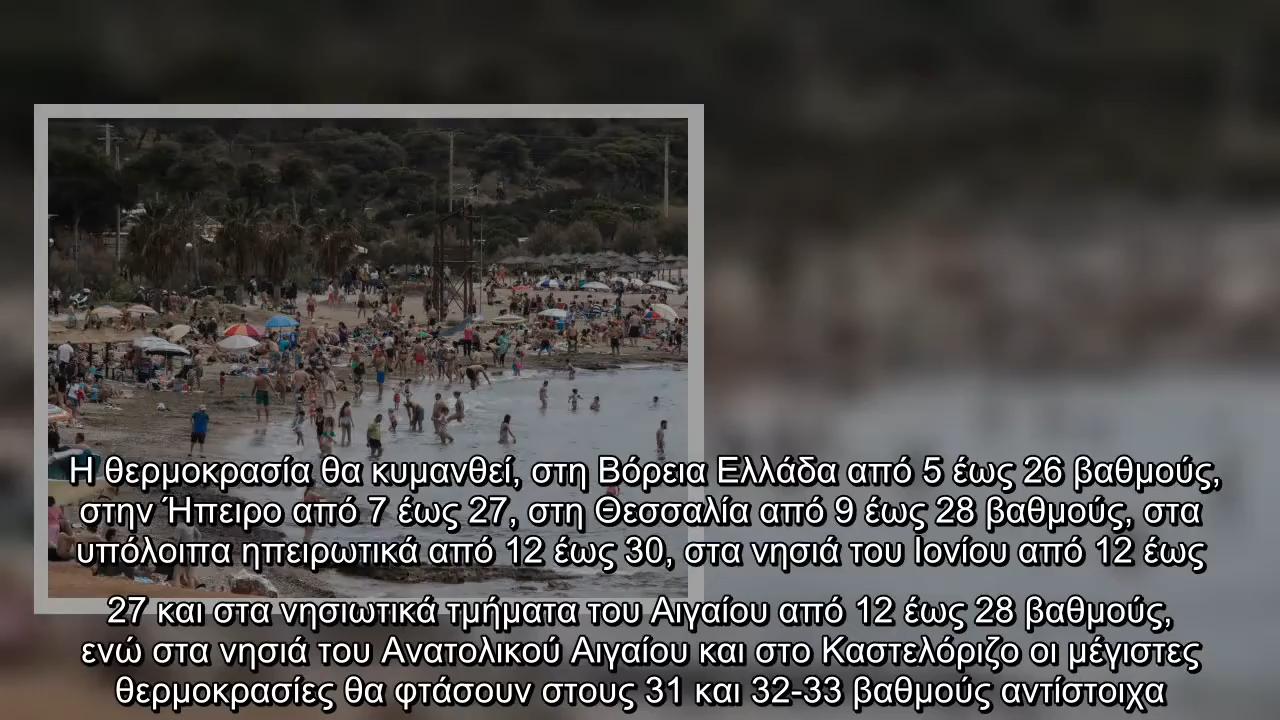 Η θερμοκρασία θα κυμανθεί, στη Βόρεια Ελλάδα από 5 έως 26 βαθμούς,
στην Ήπειρο από 7 έως 27, στη Θεσσαλία από 9 έως 28 βαθμούς, στα
υπόλοιπα ηπειρωτικά από 12 έως 30, στα νησιά του Ιονίου από 12 έως
27 και στα νησιωτικά τμήματα του Αιγαίου από 12 έως 28 βαθμούς,
ενώ στα νησιά του Ανατολικού Αιγαίου και στο Καστελόριζο οι μέγιστες
θερμοκρασίες θα φτάσουν στους 31 και 32-33 βαθμούς αντίστοιχα